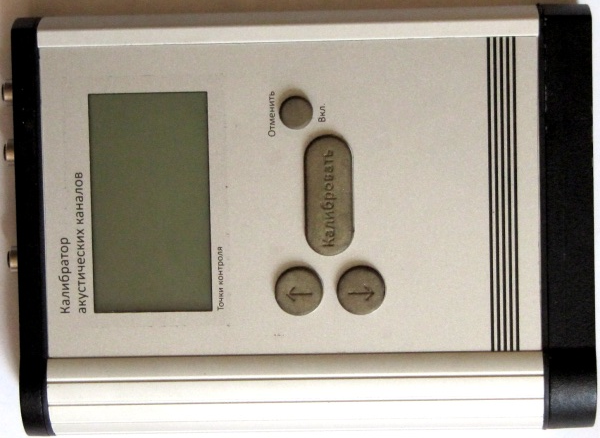 Калибратор
акустических каналов
Точки контроля
Отменить
Вкл.
Калибровать